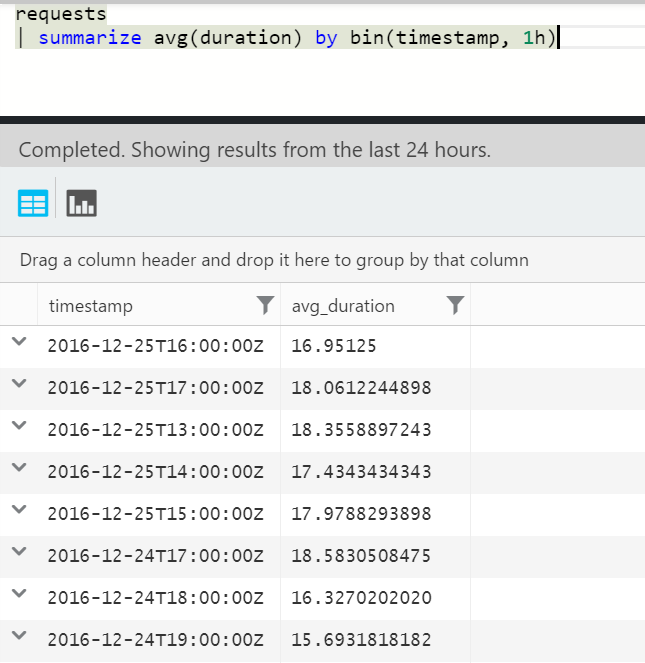 requests
| summarize avg(duration) by bin(timestamp, 1h)
Completed. Showing results from the last 24 hours.
Drag a column header and drop it here to group by that column
timestamp avg_duration
2016-12-25T16:00:00Z 16.95125
2016-12-25T17:00:00Z 18.0612244898
2016-12-25T13:00:00Z 18.3558897243
2016-12-25T14:00:00Z 17.4343434343
2016-12-25T15:00:00Z 17.9788293898
2016-12-24T17:00:00Z 18.5830508475
2016-12-24T18:00:00Z 16.3270202020
2016-12-24T19:00:00Z 15.6931818182